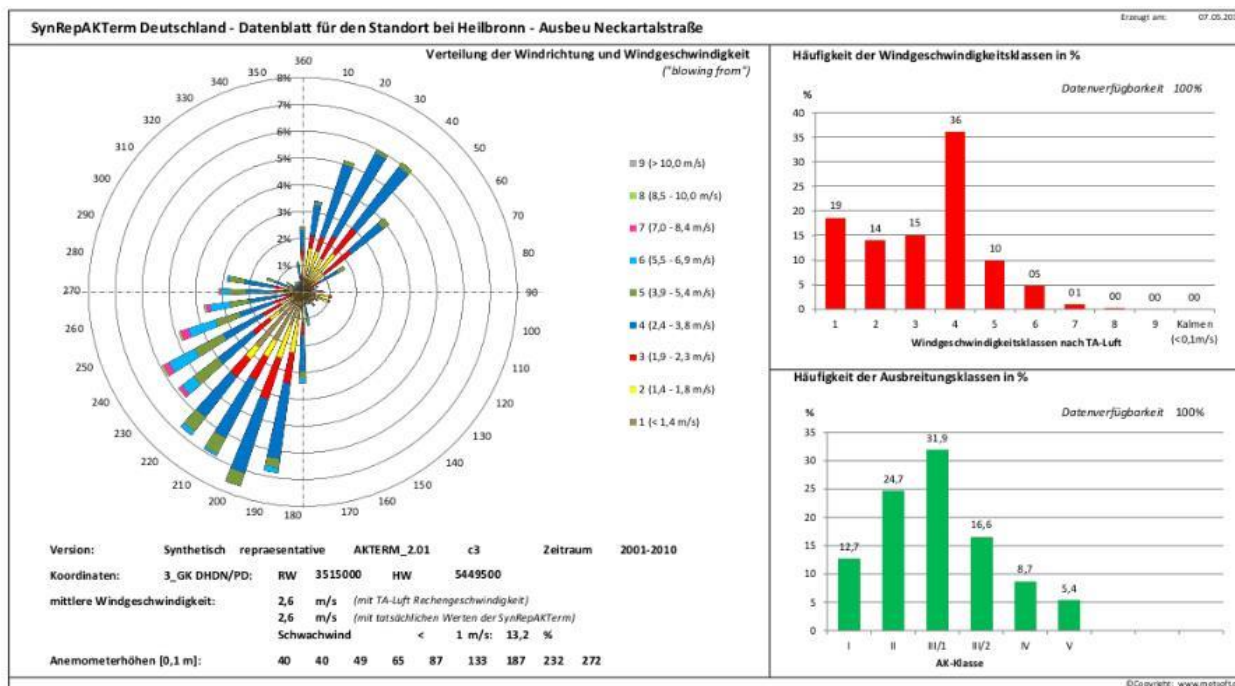 Erzeugt am: 07.05.201
SynRepAKTerm Deutschland - Datenblatt für den Standort bei Heilbronn - Ausbeu Neckartalstraße
Verteilung der Windrichtung und Windgeschwindigkeit
("blowing from")
360
350 10
340 20
330 30
320 40
310 50
300 60
290 70
280 80
270 90
260 100
250 110
240 120
230 130
220 140
210 150
200 160
190 170
180
8%
7%
6%
5%
4%
3%
2%
1%
9 (> 10,0 m/s)
8 (8,5 - 10,0 m/s)
7 (7,0 - 8,4 m/s)
6 (5,5 - 6,9 m/s)
5 (3,9 - 5,4 m/s)
4 (2,4 - 3,8 m/s)
3 (1,9 - 2,3 m/s)
2 (1,4 - 1,8 m/s)
1 (< 1,4 m/s)
Version: Synthetisch repraesentative AKTERM_2.01 c3 Zeitraum 2001-2010
Koordinaten: 3_GK DHDN/PD: RW 3515000 HW 5449500
mittlere Windgeschwindigkeit: 2,6 m/s (mit TA-Luft Rechengeschwindigkeit)
2,6 m/s (mit tatsächlichen Werten der SynRepAKTerm)
Schwachwind < 1 m/s: 13,2 %
Anemometerhöhen [0,1 m]: 40 40 49 65 87 133 187 232 272
Häufigkeit der Windgeschwindigkeitsklassen in %
Datenverfügbarkeit 100%
%
40
35
30
25
20
15
10
5
0
19 14 15 36 10 05 01 00 00 00
1 2 3 4 5 6 7 8 9 Kalmen
(<0,1m/s)
Windgeschwindigkeitsklassen nach TA-Luft
Häufigkeit der Ausbreitungsklassen in %
Datenverfügbarkeit 100%
%
35
30
25
20
15
10
5
0
12,7 24,7 31,9 16,6 8,7 5,4
I II III/1 III/2 IV V
AK-Klasse
©Copyright: www.metsoft.